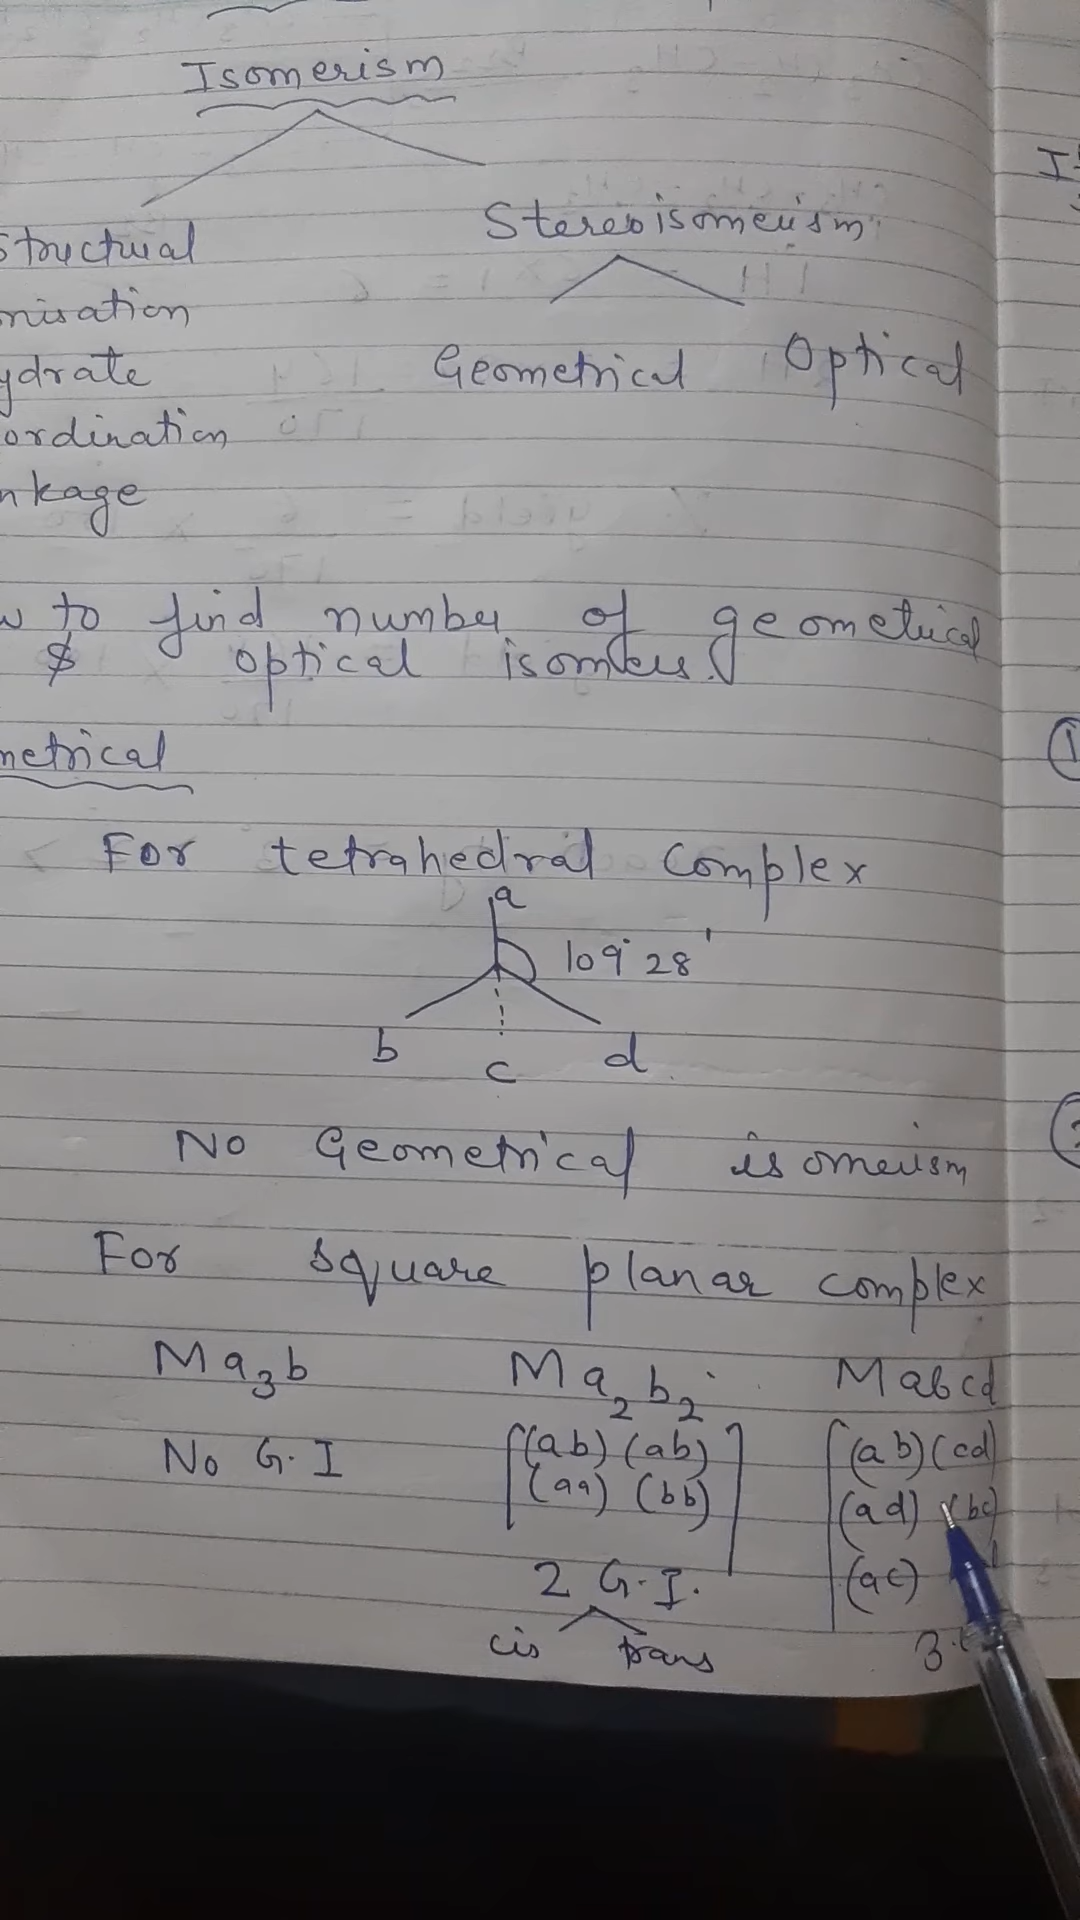 Isomerism
Structural Stereoisomerism
nisation
ydrate Geometrical Optical
ordination
nkage
w to find number of geometrical
$ optical isomers.
metrical
For tetrahedral complex
a
109° 28'
b c d
No Geometrical isomerism
For square planar complex
Ma3b Ma2b2 Mabcd
No G.I [(ab) (ab)] [(ab)(cd)
(aa) (bb) (ad) (bc)
2 G.I. (ac)
cis trans 3.